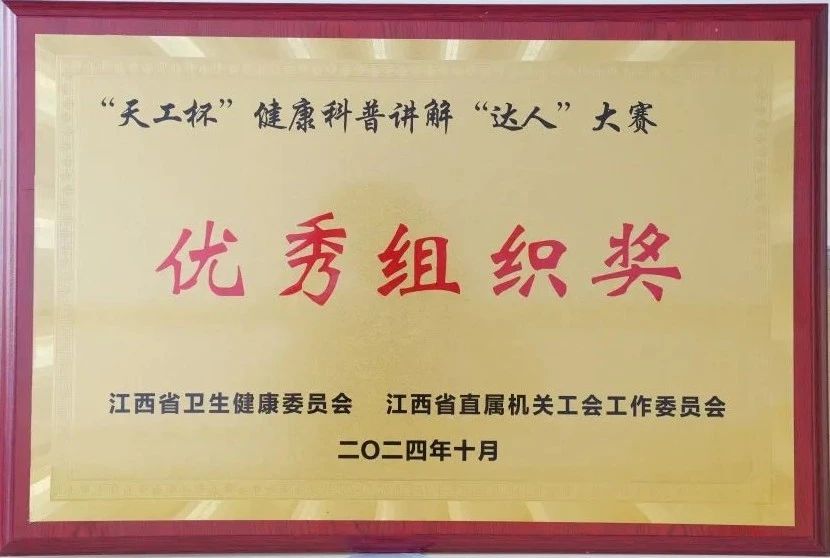 “天工杯”健康科普讲解“达人”大赛
优秀组织奖
江西省卫生健康委员会 江西省直属机关工会工作委员会
二〇二四年十月